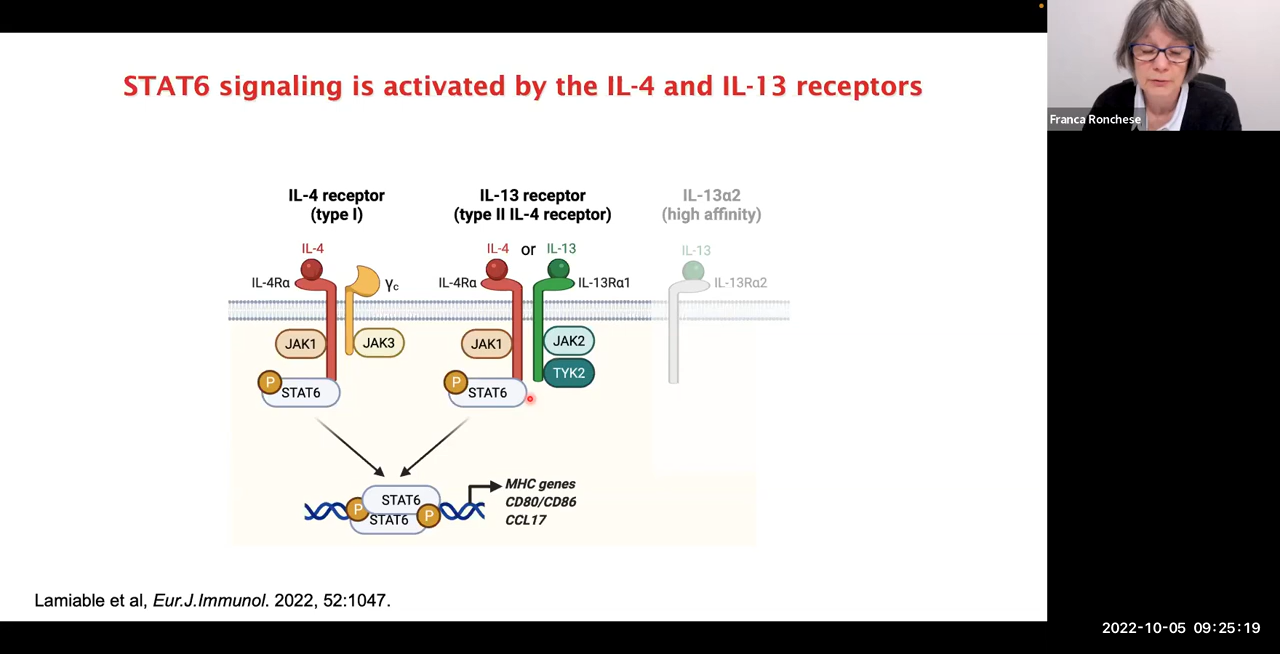 STAT6 signaling is activated by the IL-4 and IL-13 receptors
Franca Ronchese
IL-4 receptor
(type I)
IL-13 receptor
(type II IL-4 receptor)
IL-13α2
(high affinity)
IL-4
IL-4 or IL-13
IL-13
IL-4Rα
γc
IL-4Rα
IL-13Rα1
IL-13Rα2
JAK1
JAK3
JAK1
JAK2
TYK2
P
STAT6
P
STAT6
MHC genes
CD80/CD86
CCL17
STAT6
P
P
STAT6
Lamiable et al, Eur.J.Immunol. 2022, 52:1047.
2022-10-05 09:25:19